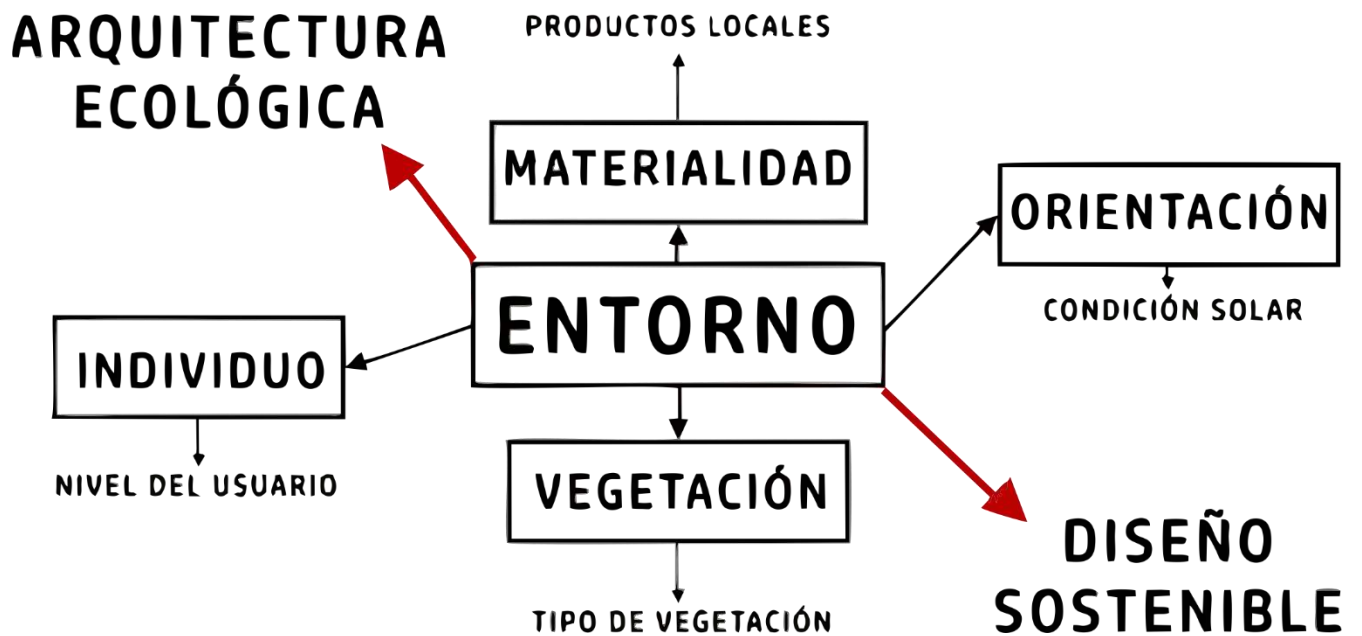 ARQUITECTURA
ECOLÓGICA
PRODUCTOS LOCALES
MATERIALIDAD
ORIENTACIÓN
CONDICIÓN SOLAR
ENTORNO
INDIVIDUO
NIVEL DEL USUARIO
VEGETACIÓN
TIPO DE VEGETACIÓN
DISEÑO
SOSTENIBLE